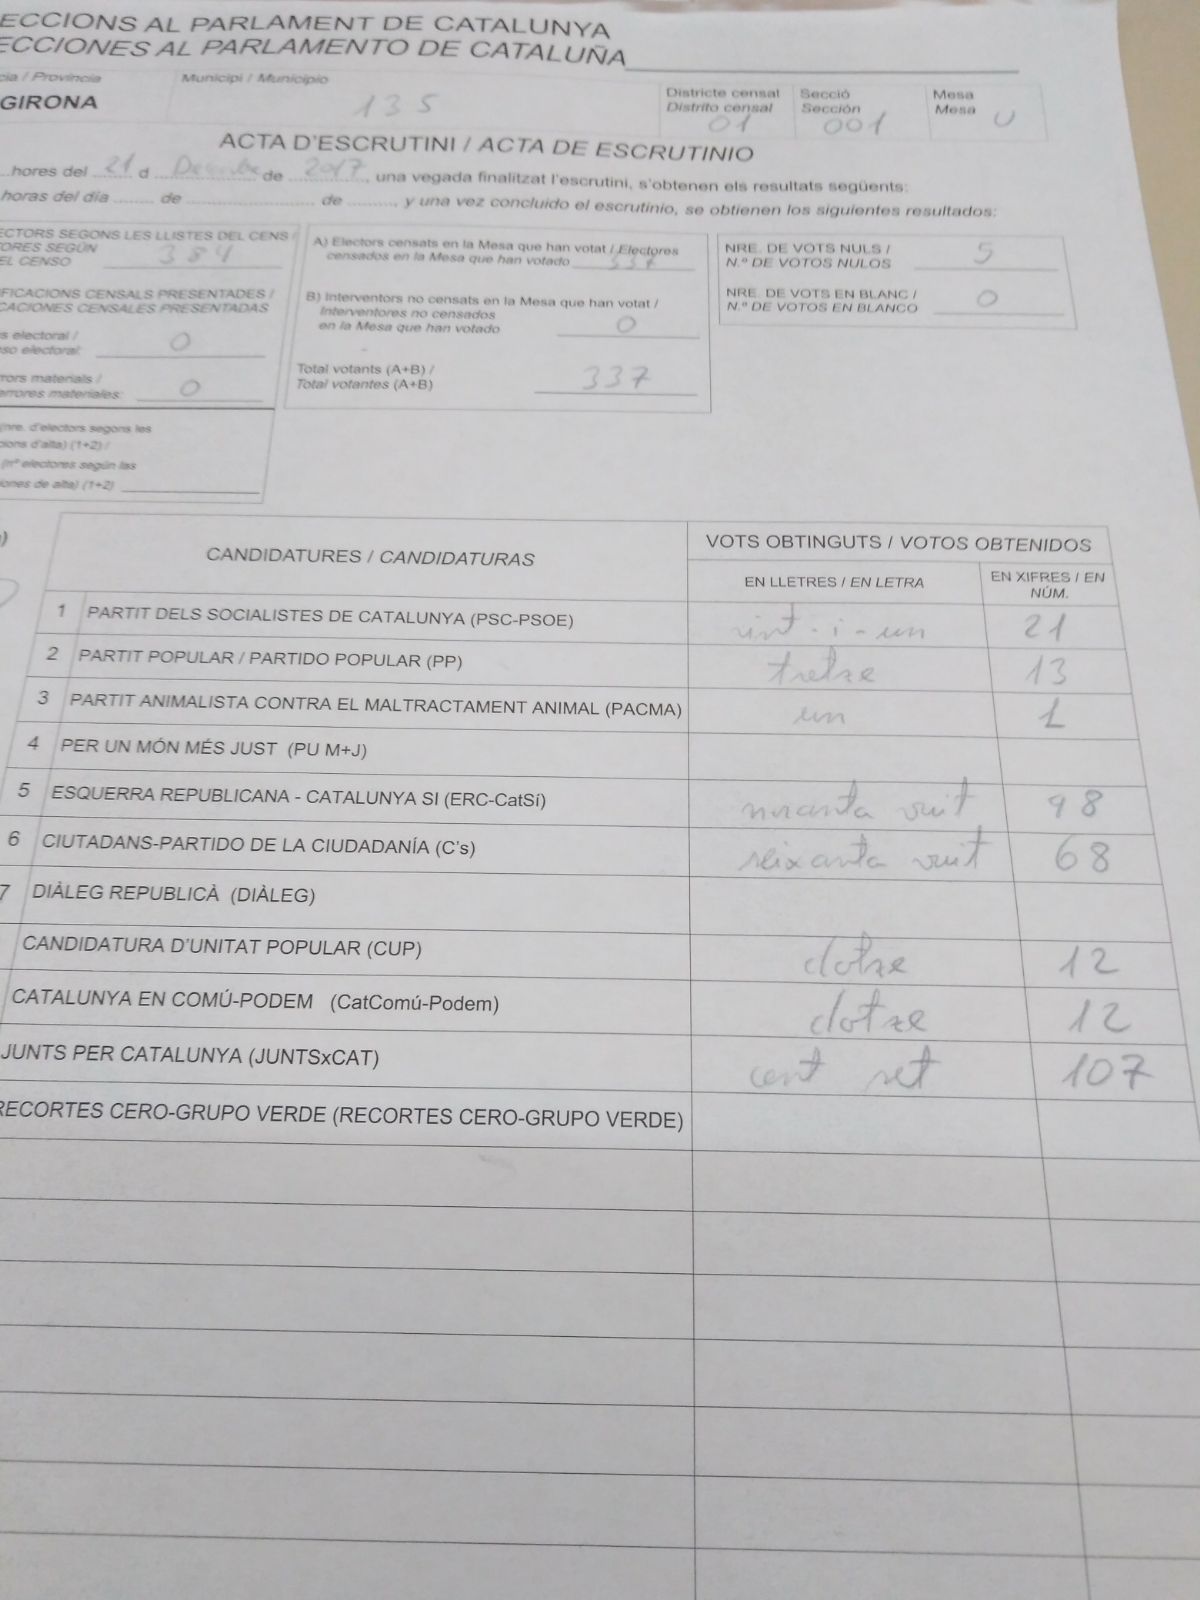 ECCIONS AL PARLAMENT DE CATALUNYA
ECCIONES AL PARLAMENTO DE CATALUÑA
cia / Província Municipi / Municipio Districte censat Secció Mesa
GIRONA 135 Distrito censal Sección Mesa U
01 001
ACTA D'ESCRUTINI / ACTA DE ESCRUTINIO
...hores del 21 d Desembre de 2017, una vegada finalitzat l'escrutini, s'obtenen els resultats següents:
horas del día ........ de ........................ de ........., y una vez concluido el escrutinio, se obtienen los siguientes resultados:
ECTORS SEGONS LES LLISTES DEL CENS /
TORES SEGÚN
EL CENSO 384
IFICACIONS CENSALS PRESENTADES /
CACIONES CENSALES PRESENTADAS
s electoral /
so electoral: 0
rrors materials /
errores materiales: 0
(nre. d'electors segons les
cions d'alta) (1+2) /
(nº electores según las
iones de alta) (1+2)
A) Electors censats en la Mesa que han votat / Electores
censados en la Mesa que han votado 337
B) Interventors no censats en la Mesa que han votat /
Interventores no censados
en la Mesa que han votado 0
Total votants (A+B) /
Total votantes (A+B) 337
NRE. DE VOTS NULS /
N.º DE VOTOS NULOS 5
NRE. DE VOTS EN BLANC /
N.º DE VOTOS EN BLANCO 0
CANDIDATURES / CANDIDATURAS VOTS OBTINGUTS / VOTOS OBTENIDOS
EN LLETRES / EN LETRA EN XIFRES / EN
NÚM.
1 PARTIT DELS SOCIALISTES DE CATALUNYA (PSC-PSOE) vint-i-un 21
2 PARTIT POPULAR / PARTIDO POPULAR (PP) tretze 13
3 PARTIT ANIMALISTA CONTRA EL MALTRACTAMENT ANIMAL (PACMA) un 1
4 PER UN MÓN MÉS JUST (PU M+J)
5 ESQUERRA REPUBLICANA - CATALUNYA SI (ERC-CatSí) noranta vuit 98
6 CIUTADANS-PARTIDO DE LA CIUDADANÍA (C's) seixanta vuit 68
7 DIÀLEG REPUBLICÀ (DIÀLEG)
CANDIDATURA D'UNITAT POPULAR (CUP) dotze 12
CATALUNYA EN COMÚ-PODEM (CatComú-Podem) dotze 12
JUNTS PER CATALUNYA (JUNTSxCAT) cent set 107
RECORTES CERO-GRUPO VERDE (RECORTES CERO-GRUPO VERDE)